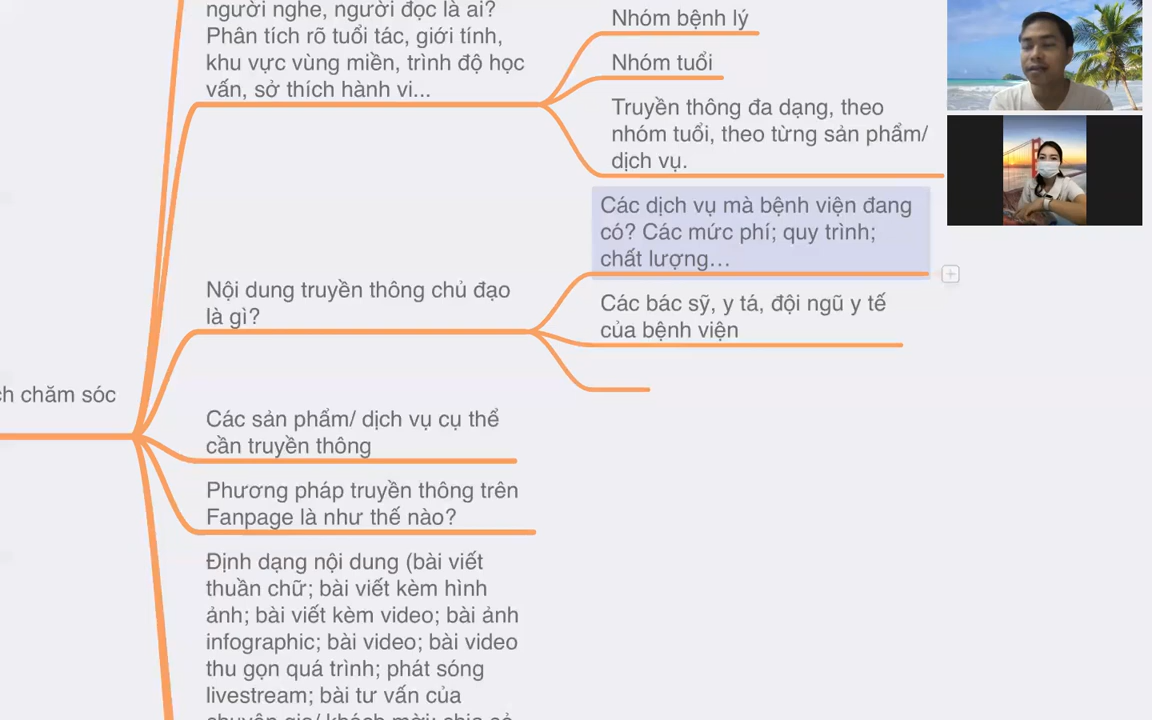 người nghe, người đọc là ai?
Phân tích rõ tuổi tác, giới tính,
khu vực vùng miền, trình độ học
vấn, sở thích hành vi...
Nhóm bệnh lý
Nhóm tuổi
Truyền thông đa dạng, theo
nhóm tuổi, theo từng sản phẩm/
dịch vụ.
Nội dung truyền thông chủ đạo
là gì?
Các dịch vụ mà bệnh viện đang
có? Các mức phí; quy trình;
chất lượng…
Các bác sỹ, y tá, đội ngũ y tế
của bệnh viện
ch chăm sóc
Các sản phẩm/ dịch vụ cụ thể
cần truyền thông
Phương pháp truyền thông trên
Fanpage là như thế nào?
Định dạng nội dung (bài viết
thuần chữ; bài viết kèm hình
ảnh; bài viết kèm video; bài ảnh
infographic; bài video; bài video
thu gọn quá trình; phát sóng
livestream; bài tư vấn của